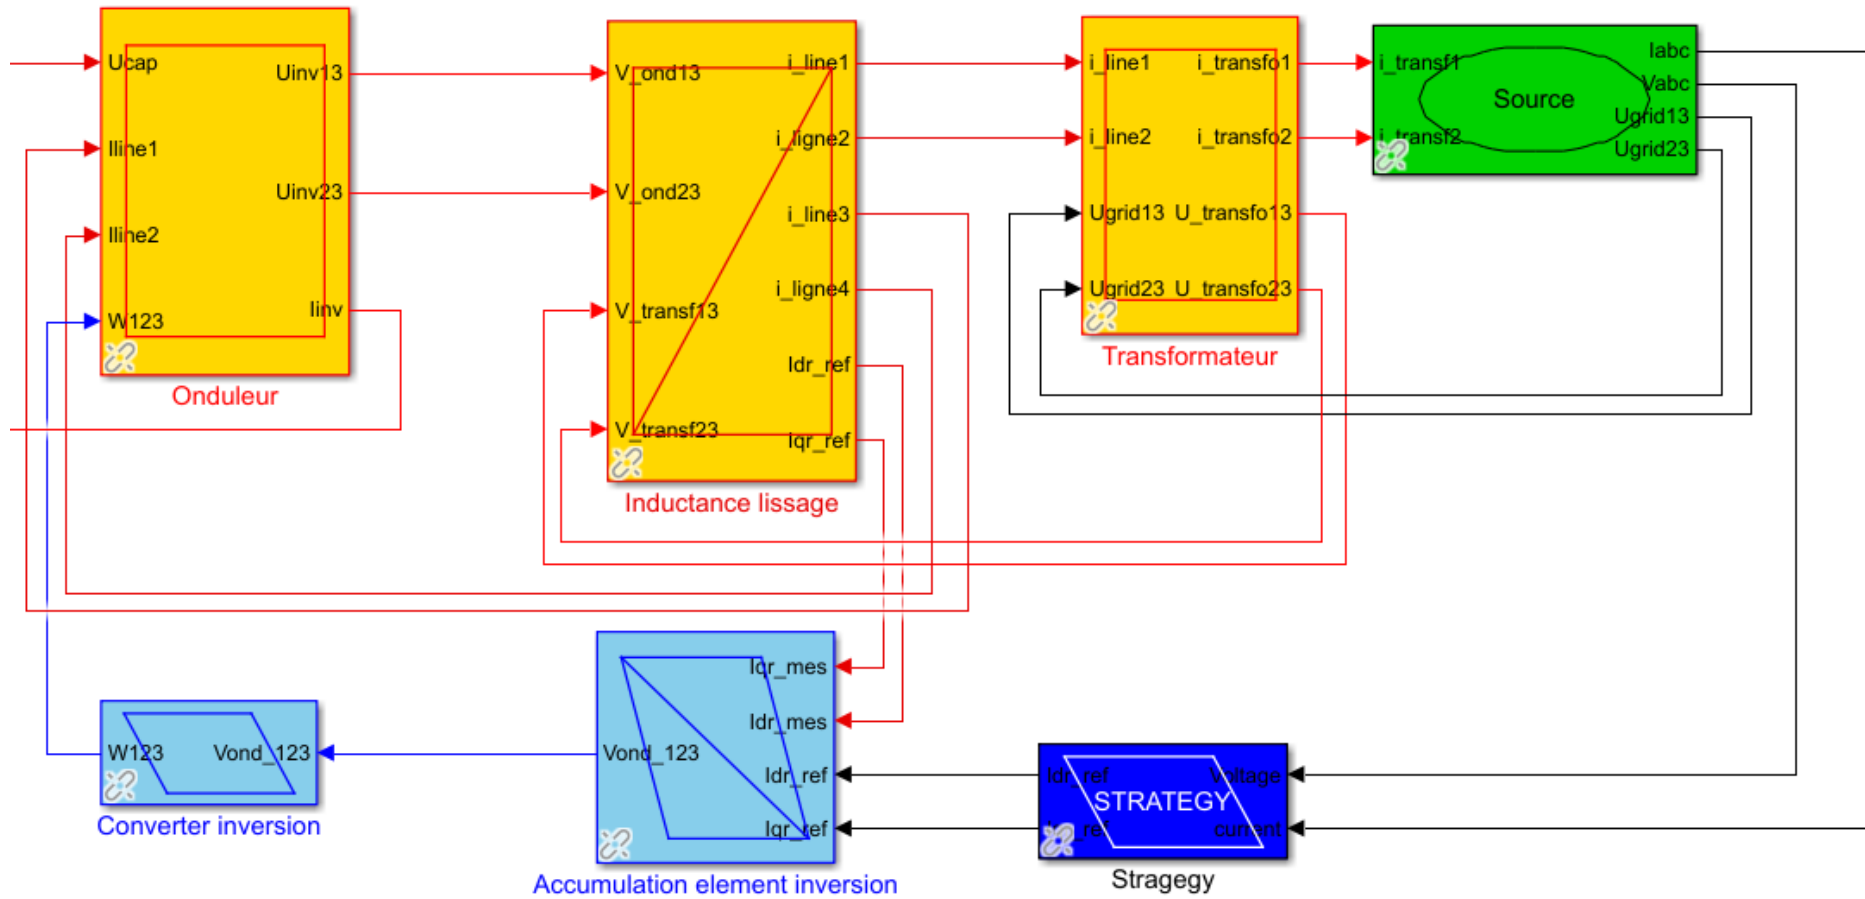 Ucap
Iline1
Iline2
W123
Uinv13
Uinv23
Iinv
Onduleur
V_ond13
V_ond23
V_transf13
V_transf23
i_line1
i_ligne2
i_line3
i_ligne4
Idr_ref
Iqr_ref
Inductance lissage
i_line1
i_line2
Ugrid13
Ugrid23
i_transfo1
i_transfo2
U_transfo13
U_transfo23
Transformateur
i_transf1
i_transf2
Source
Iabc
Vabc
Ugrid13
Ugrid23
W123
Vond_123
Converter inversion
Vond_123
Iqr_mes
Idr_mes
Idr_ref
Iqr_ref
Accumulation element inversion
Idr_ref
Voltage
STRATEGY
current
Stragegy